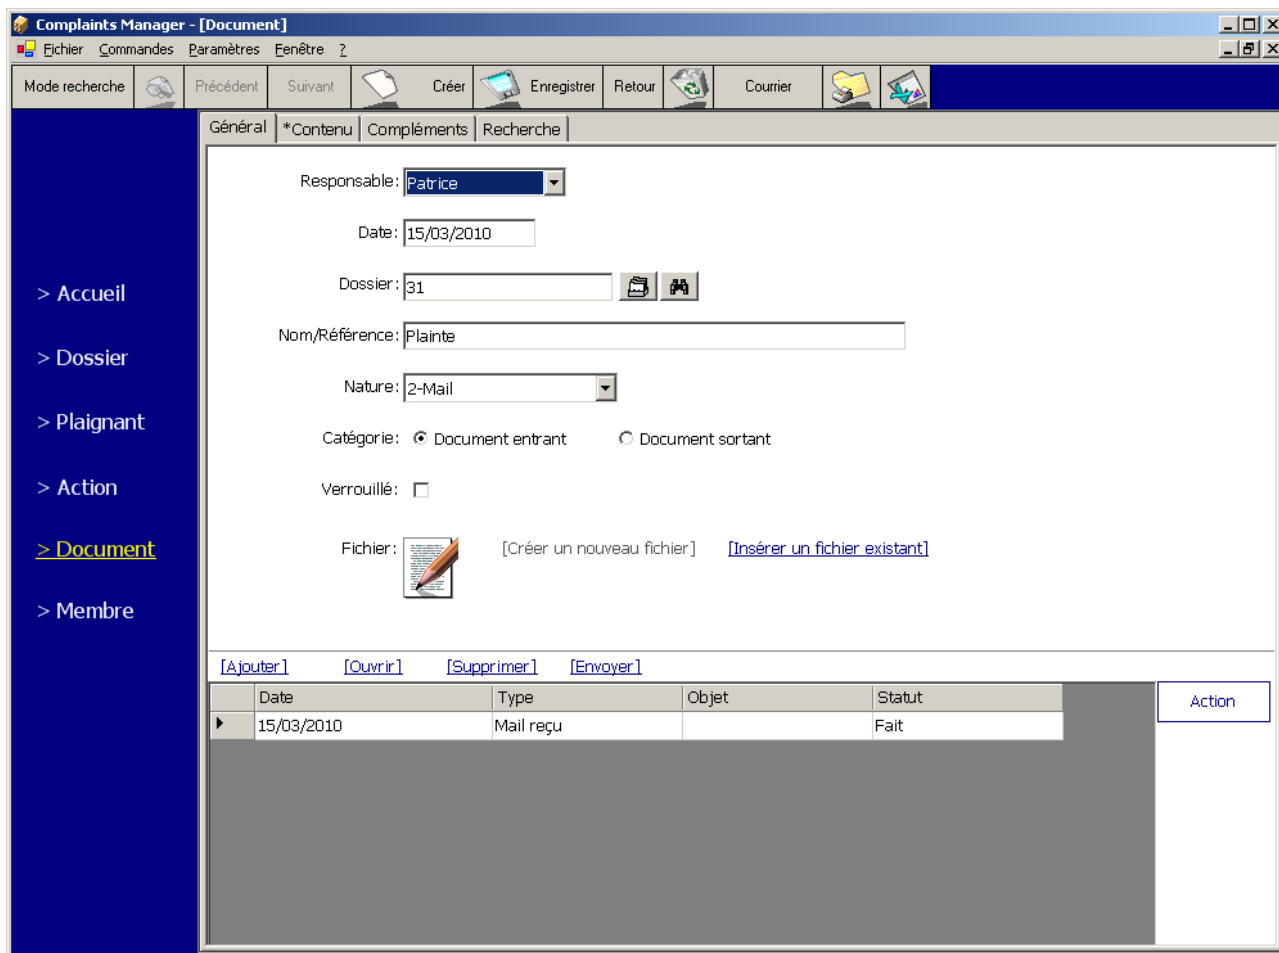 Complaints Manager - [Document]
Fichier Commandes Paramètres Fenêtre ?
Mode recherche Précédent Suivant Créer Enregistrer Retour Courrier
Général *Contenu Compléments Recherche
Responsable: Patrice
Date: 15/03/2010
Dossier: 31
Nom/Référence: Plainte
Nature: 2-Mail
Catégorie: Document entrant Document sortant
Verrouillé:
Fichier: [Créer un nouveau fichier] [Insérer un fichier existant]
> Accueil
> Dossier
> Plaignant
> Action
> Document
> Membre
[Ajouter] [Ouvrir] [Supprimer] [Envoyer]
Date Type Objet Statut
15/03/2010 Mail reçu Fait
Action